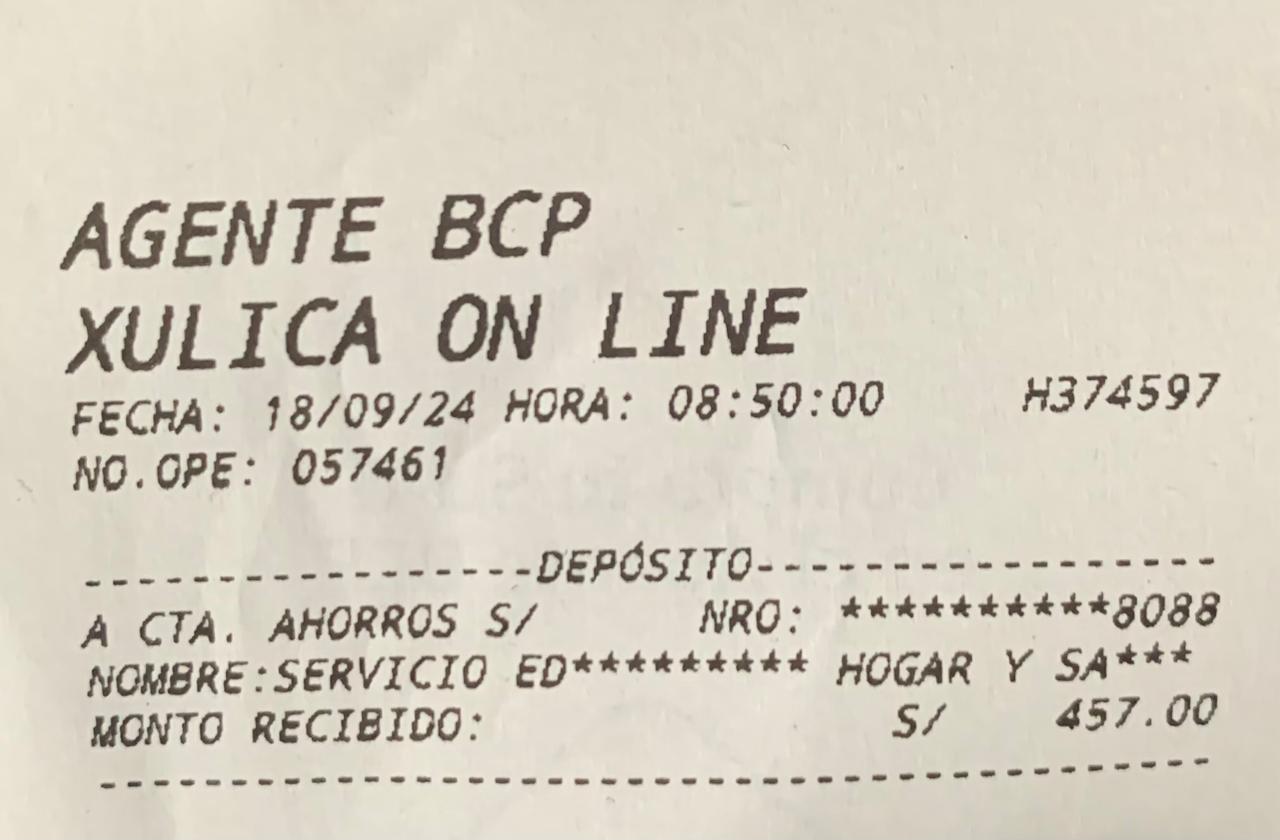 AGENTE BCP
XULICA ON LINE
FECHA: 18/09/24 HORA: 08:50:00 H374597
NO.OPE: 057461
-----------------DEPÓSITO-----------------
A CTA. AHORROS S/ NRO: **********8088
NOMBRE:SERVICIO ED********* HOGAR Y SA***
MONTO RECIBIDO: S/ 457.00
------------------------------------------